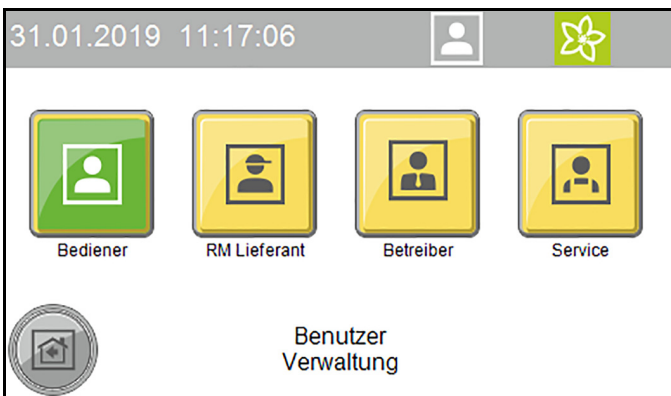 31.01.2019 11:17:06
Bediener RM Lieferant Betreiber Service
Benutzer
Verwaltung